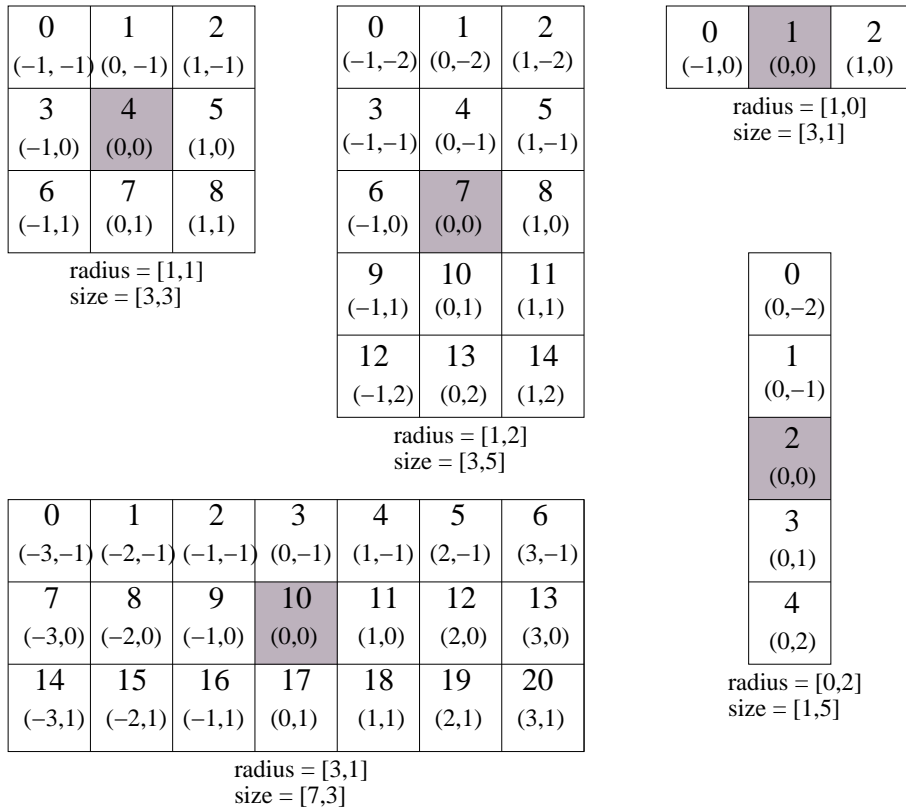 0 1 2
(−1, −1) (0, −1) (1,−1)
3 4 5
(−1,0) (0,0) (1,0)
6 7 8
(−1,1) (0,1) (1,1)
radius = [1,1]
size = [3,3]
0 1 2
(−1,−2) (0,−2) (1,−2)
3 4 5
(−1,−1) (0,−1) (1,−1)
6 7 8
(−1,0) (0,0) (1,0)
9 10 11
(−1,1) (0,1) (1,1)
12 13 14
(−1,2) (0,2) (1,2)
radius = [1,2]
size = [3,5]
0 1 2
(−1,0) (0,0) (1,0)
radius = [1,0]
size = [3,1]
0
(0,−2)
1
(0,−1)
2
(0,0)
3
(0,1)
4
(0,2)
radius = [0,2]
size = [1,5]
0 1 2 3 4 5 6
(−3,−1) (−2,−1) (−1,−1) (0,−1) (1,−1) (2,−1) (3,−1)
7 8 9 10 11 12 13
(−3,0) (−2,0) (−1,0) (0,0) (1,0) (2,0) (3,0)
14 15 16 17 18 19 20
(−3,1) (−2,1) (−1,1) (0,1) (1,1) (2,1) (3,1)
radius = [3,1]
size = [7,3]